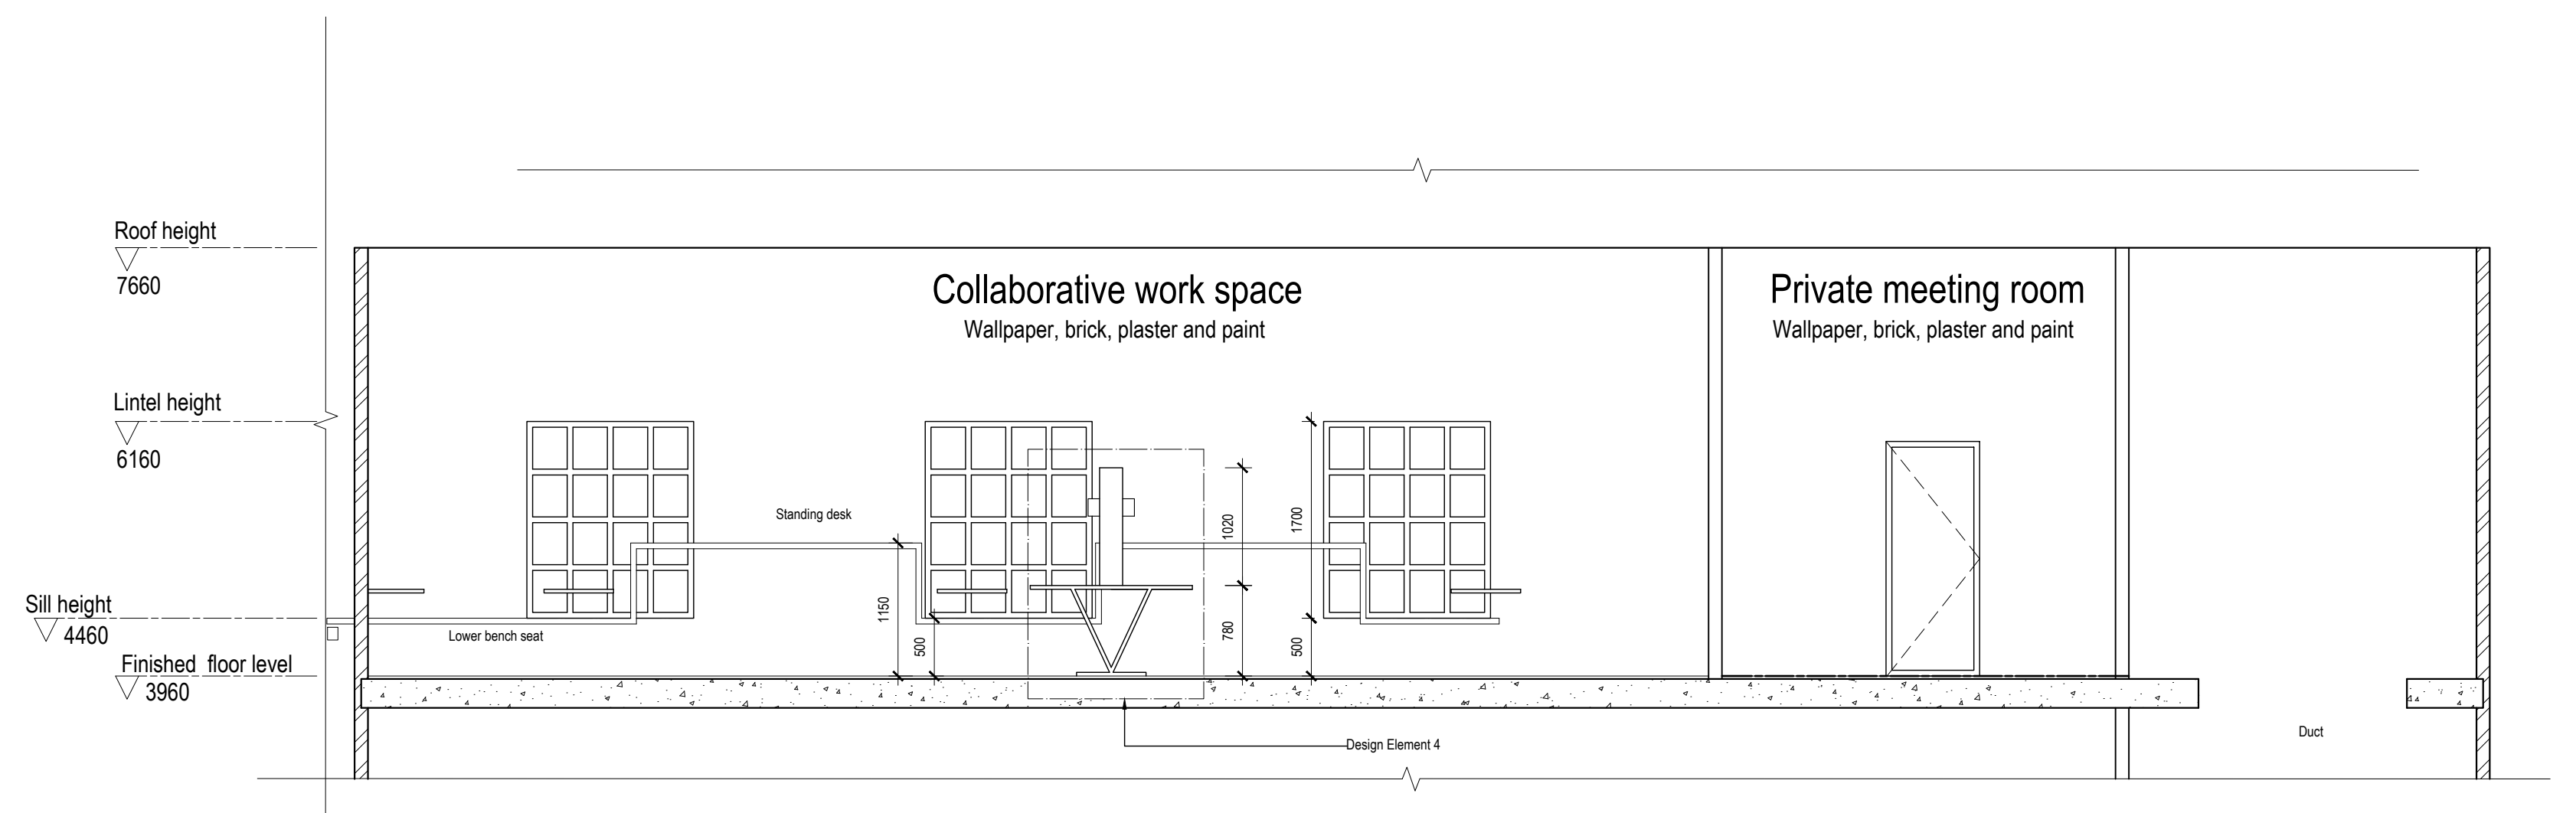 Roof height
7660
Collaborative work space
Wallpaper, brick, plaster and paint
Private meeting room
Wallpaper, brick, plaster and paint
Lintel height
6160
Standing desk
1020
1700
Sill height
4460
Lower bench seat
1150
500
780
500
Finished floor level
3960
Design Element 4
Duct